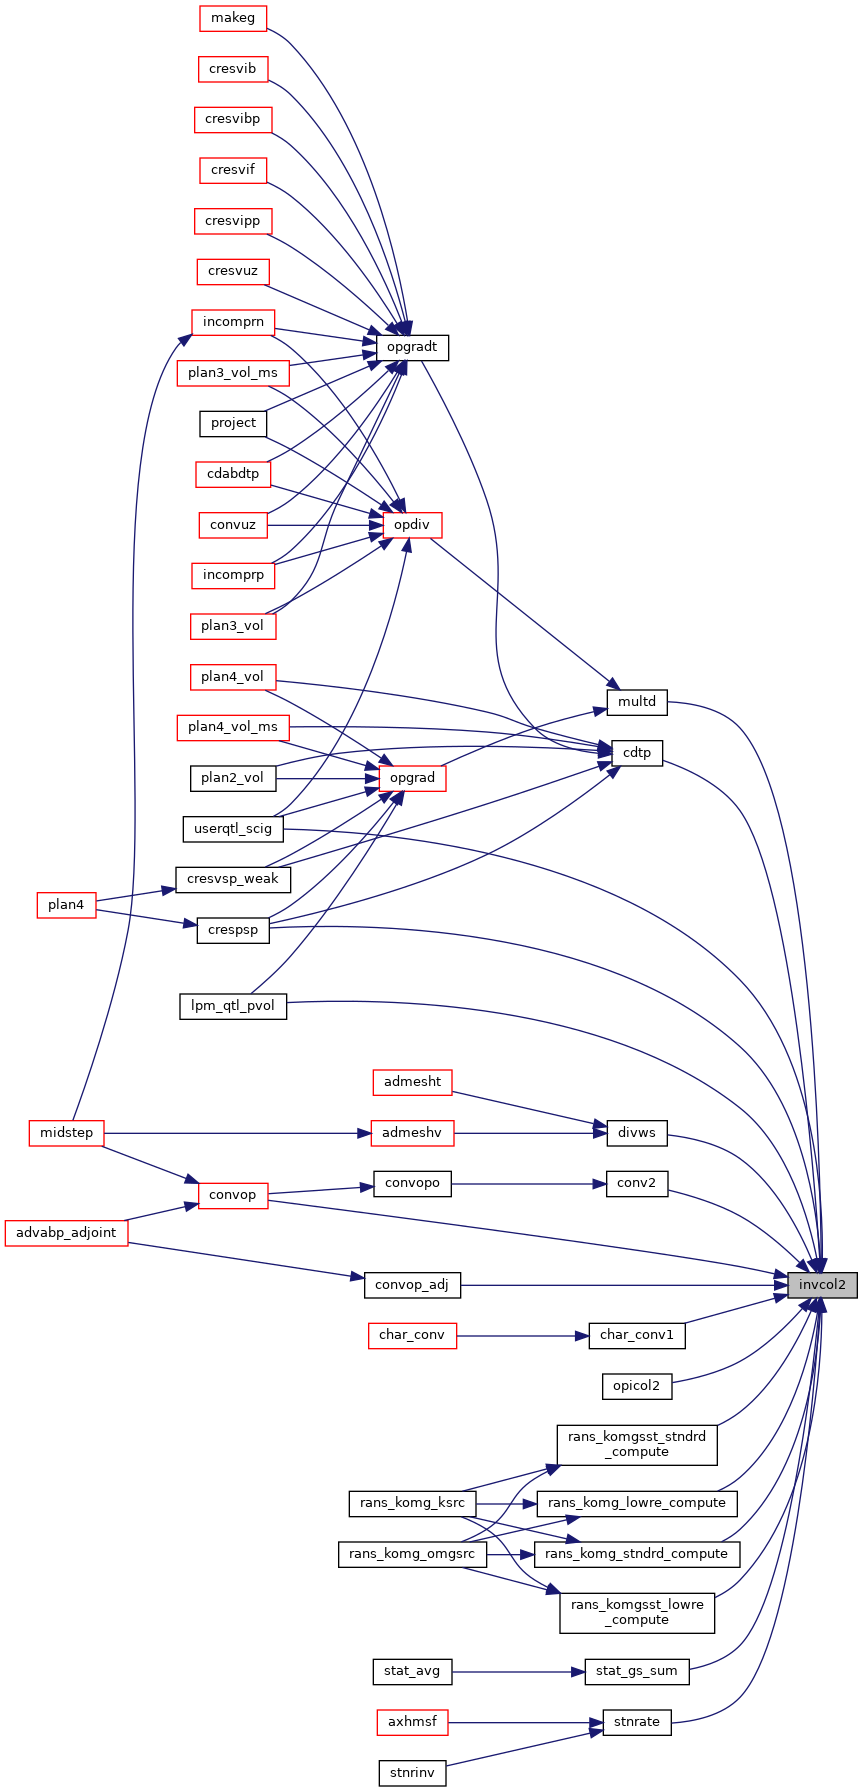 makeg
cresvib
cresvibp
cresvif
cresvipp
cresvuz
incomprn
opgradt
plan3_vol_ms
project
cdabdtp
convuz
opdiv
incomprp
plan3_vol
plan4_vol
multd
plan4_vol_ms
cdtp
plan2_vol
opgrad
userqtl_scig
cresvsp_weak
plan4
crespsp
lpm_qtl_pvol
admesht
midstep
admeshv
divws
convop
convopo
conv2
advabp_adjoint
convop_adj
invcol2
char_conv
char_conv1
opicol2
rans_komgsst_stndrd
_compute
rans_komg_ksrc
rans_komg_lowre_compute
rans_komg_omgsrc
rans_komg_stndrd_compute
rans_komgsst_lowre
_compute
stat_avg
stat_gs_sum
axhmsf
stnrate
stnrinv